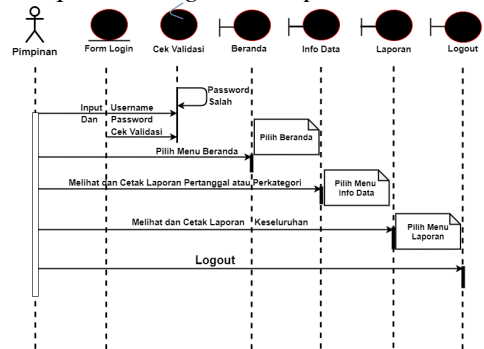 Pimpinan
Form Login
Cek Validasi
Beranda
Info Data
Laporan
Logout
Password
Salah
Input Username
Dan Password
Cek Validasi
Pilih Beranda
Pilih Menu Beranda
Melihat dan Cetak Laporan Pertanggal atau Perkategori
Pilih Menu
Info Data
Melihat dan Cetak Laporan Keseluruhan
Pilih Menu
Laporan
Logout